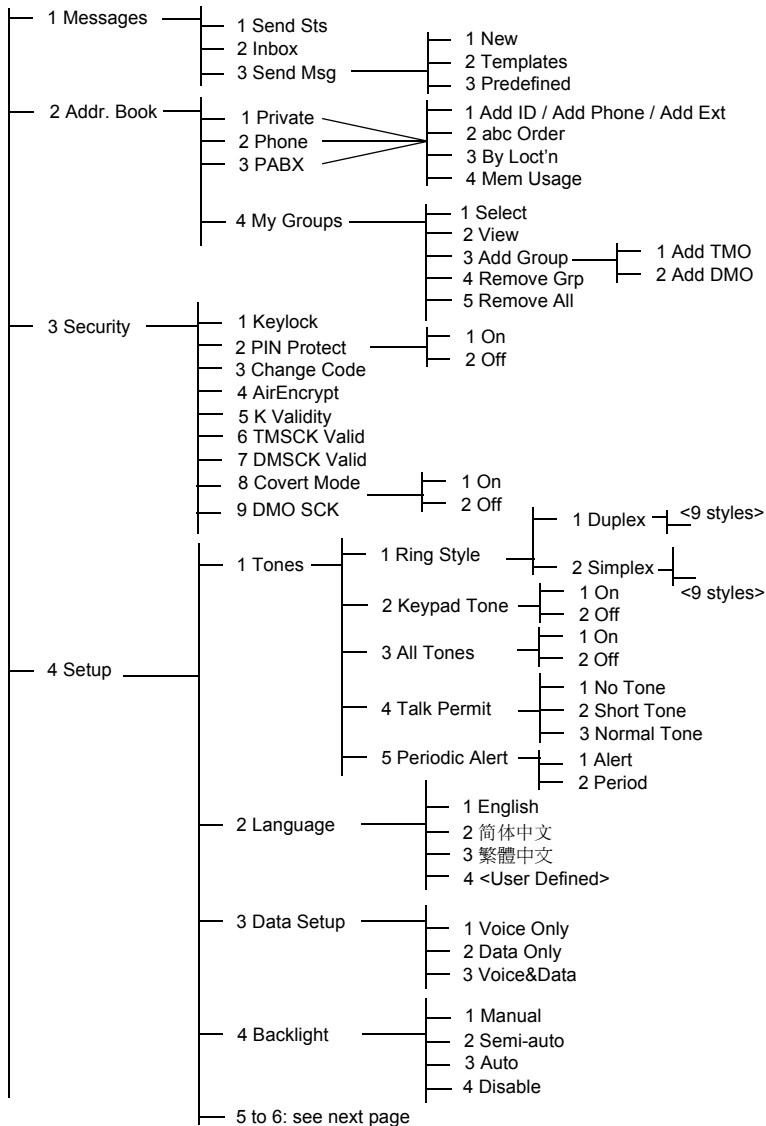 1 Messages
1 Send Sts
2 Inbox
3 Send Msg
1 New
2 Templates
3 Predefined
2 Addr. Book
1 Private
2 Phone
3 PABX
1 Add ID / Add Phone / Add Ext
2 abc Order
3 By Loct’n
4 Mem Usage
4 My Groups
1 Select
2 View
3 Add Group
4 Remove Grp
5 Remove All
1 Add TMO
2 Add DMO
3 Security
1 Keylock
2 PIN Protect
3 Change Code
4 AirEncrypt
5 K Validity
6 TMSCK Valid
7 DMSCK Valid
8 Covert Mode
9 DMO SCK
1 On
2 Off
1 On
2 Off
4 Setup
1 Tones
1 Ring Style
1 Duplex
<9 styles>
2 Simplex
<9 styles>
2 Keypad Tone
1 On
2 Off
3 All Tones
1 On
2 Off
4 Talk Permit
1 No Tone
2 Short Tone
3 Normal Tone
5 Periodic Alert
1 Alert
2 Period
2 Language
1 English
2 简体中文
3 繁體中文
4 <User Defined>
3 Data Setup
1 Voice Only
2 Data Only
3 Voice&Data
4 Backlight
1 Manual
2 Semi-auto
3 Auto
4 Disable
5 to 6: see next page